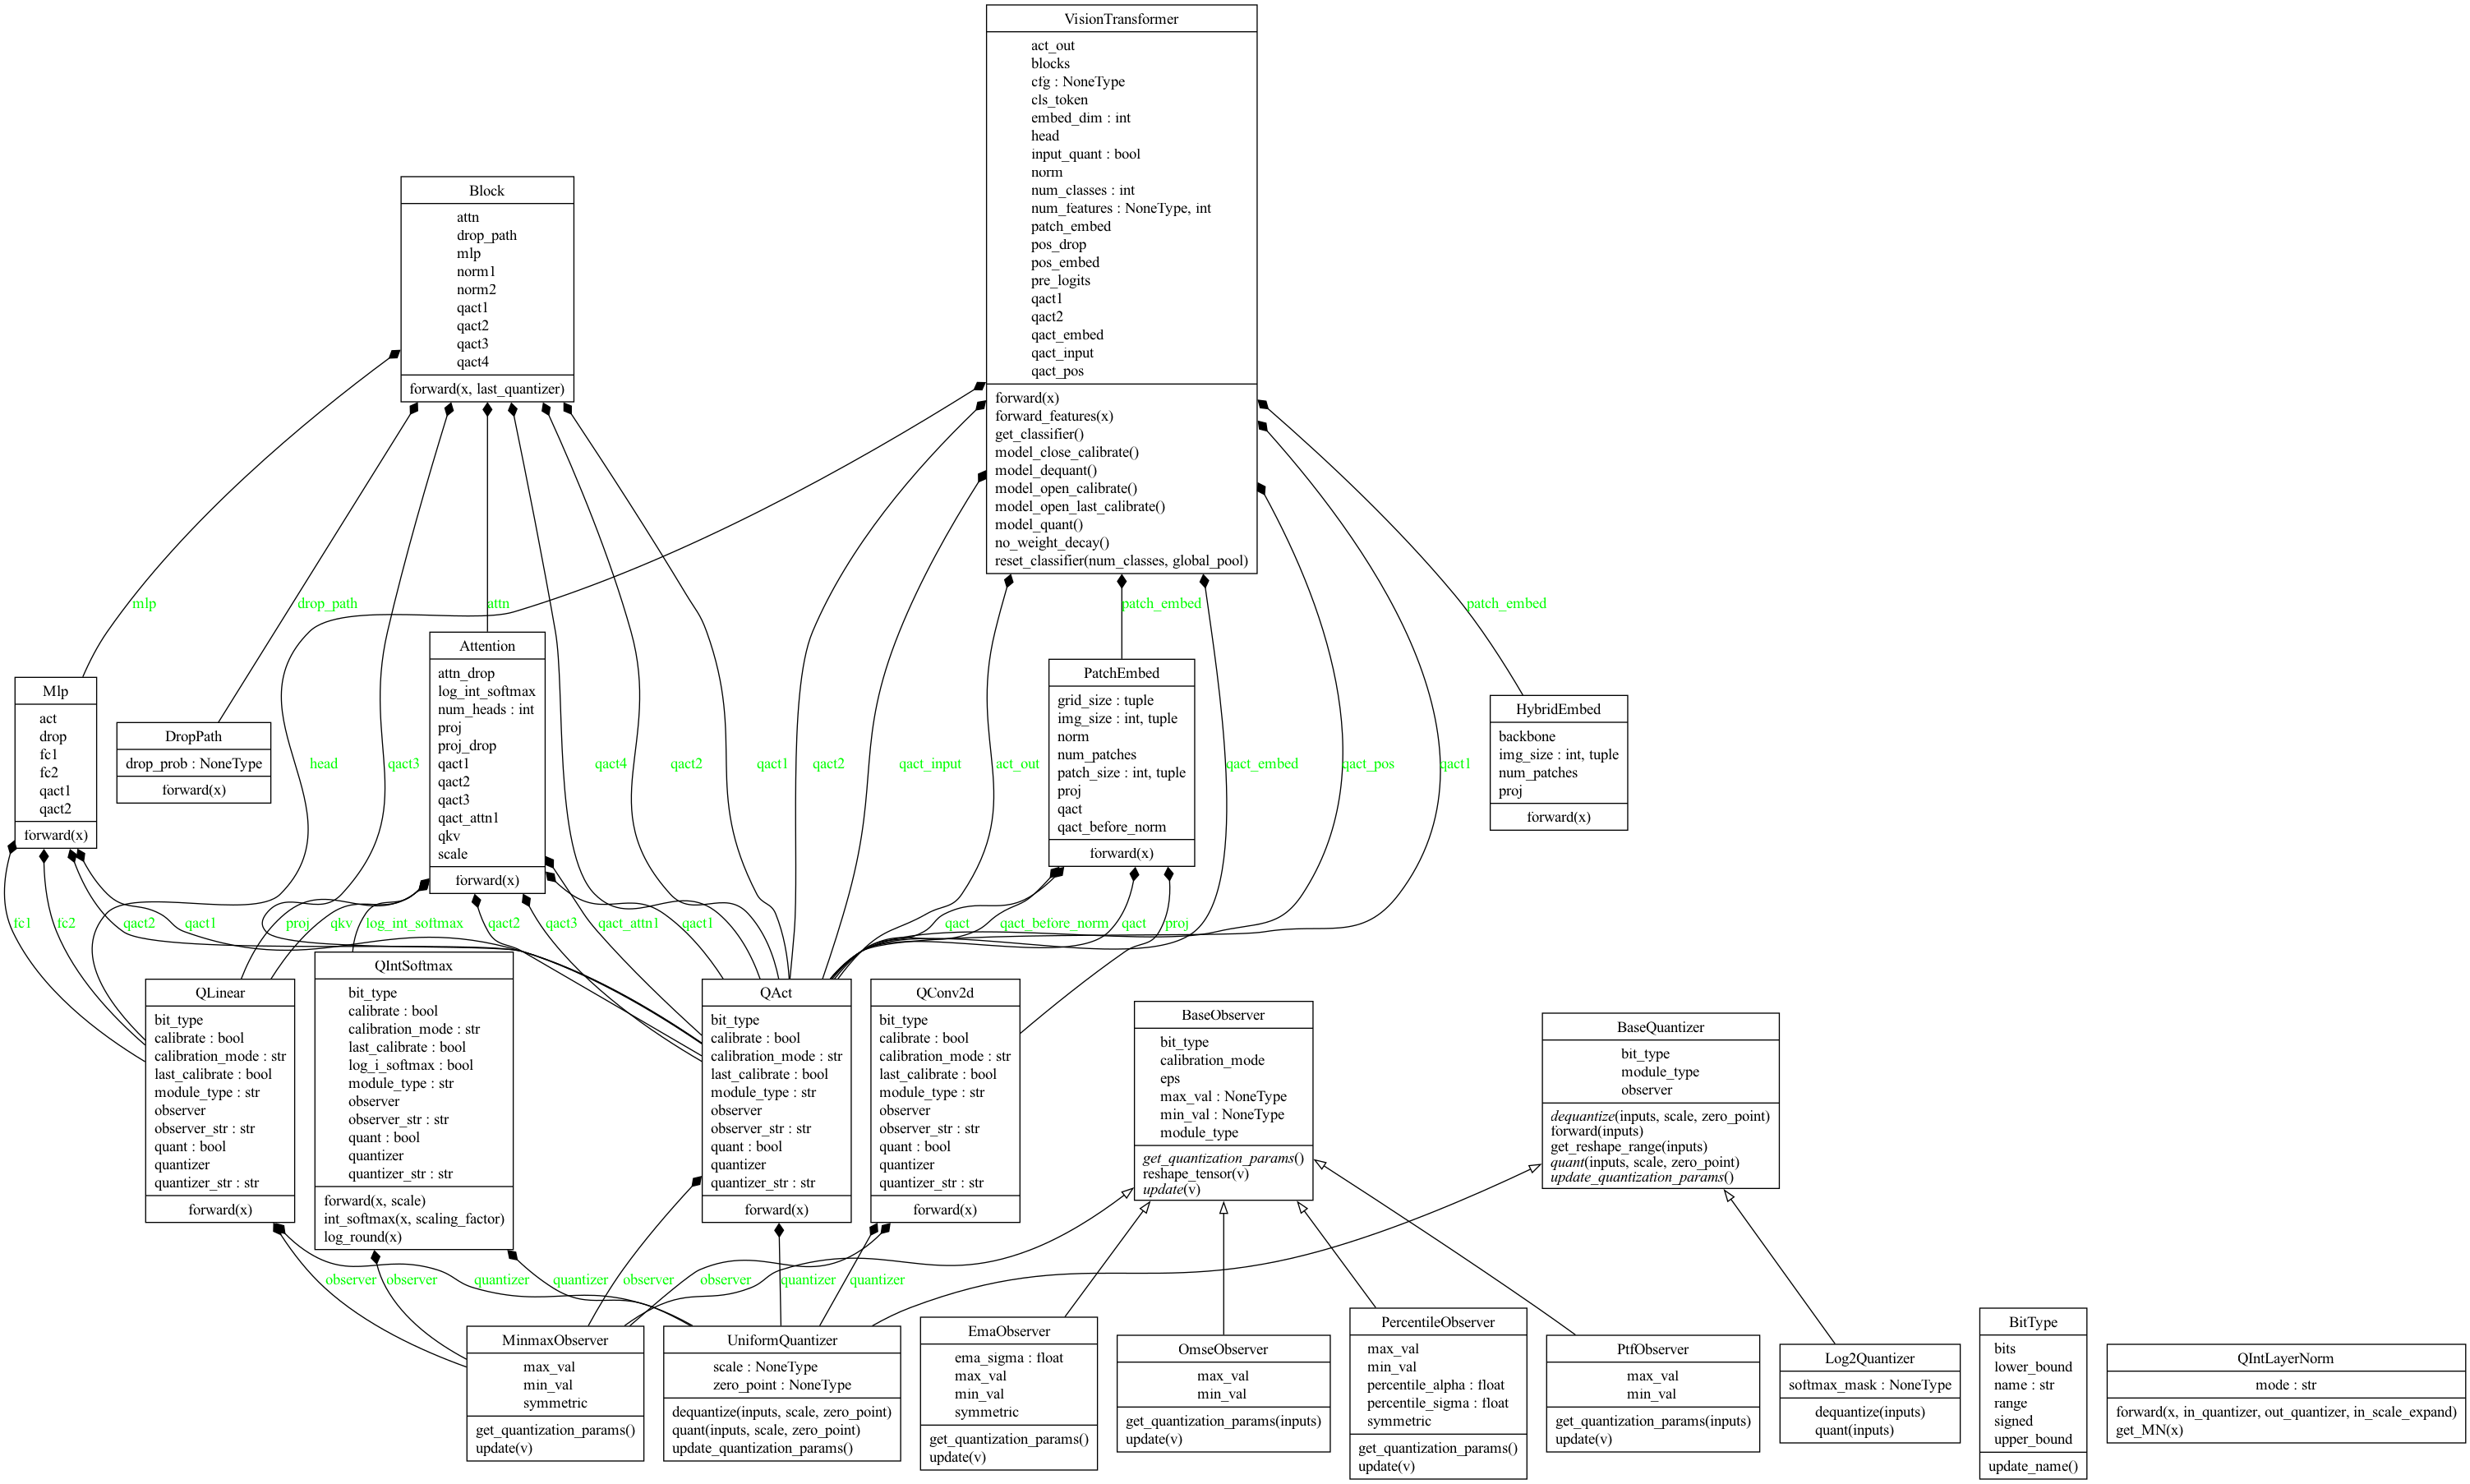 VisionTransformer
act_out
blocks
cfg : NoneType
cls_token
embed_dim : int
head
input_quant : bool
norm
num_classes : int
num_features : NoneType, int
patch_embed
pos_drop
pos_embed
pre_logits
qact1
qact2
qact_embed
qact_input
qact_pos
forward(x)
forward_features(x)
get_classifier()
model_close_calibrate()
model_dequant()
model_open_calibrate()
model_open_last_calibrate()
model_quant()
no_weight_decay()
reset_classifier(num_classes, global_pool)
Block
attn
drop_path
mlp
norm1
norm2
qact1
qact2
qact3
qact4
forward(x, last_quantizer)
mlp
drop_path
attn
patch_embed
patch_embed
Mlp
act
drop
fc1
fc2
qact1
qact2
forward(x)
DropPath
drop_prob : NoneType
forward(x)
Attention
attn_drop
log_int_softmax
num_heads : int
proj
proj_drop
qact1
qact2
qact3
qact_attn1
qkv
scale
forward(x)
PatchEmbed
grid_size : tuple
img_size : int, tuple
norm
num_patches
patch_size : int, tuple
proj
qact
qact_before_norm
forward(x)
HybridEmbed
backbone
img_size : int, tuple
num_patches
proj
forward(x)
head
qact3
qact4
qact2
qact1
qact2
qact_input
act_out
qact_embed
qact_pos
qact1
fc1
fc2
qact2
qact1
proj
qkv
log_int_softmax
qact2
qact3
qact_attn1
qact1
qact
qact_before_norm
qact
proj
QLinear
bit_type
calibrate : bool
calibration_mode : str
last_calibrate : bool
module_type : str
observer
observer_str : str
quant : bool
quantizer
quantizer_str : str
forward(x)
QIntSoftmax
bit_type
calibrate : bool
calibration_mode : str
last_calibrate : bool
log_i_softmax : bool
module_type : str
observer
observer_str : str
quant : bool
quantizer
quantizer_str : str
forward(x, scale)
int_softmax(x, scaling_factor)
log_round(x)
QAct
bit_type
calibrate : bool
calibration_mode : str
last_calibrate : bool
module_type : str
observer
observer_str : str
quant : bool
quantizer
quantizer_str : str
forward(x)
QConv2d
bit_type
calibrate : bool
calibration_mode : str
last_calibrate : bool
module_type : str
observer
observer_str : str
quant : bool
quantizer
quantizer_str : str
forward(x)
BaseObserver
bit_type
calibration_mode
eps
max_val : NoneType
min_val : NoneType
module_type
get_quantization_params()
reshape_tensor(v)
update(v)
BaseQuantizer
bit_type
module_type
observer
dequantize(inputs, scale, zero_point)
forward(inputs)
get_reshape_range(inputs)
quant(inputs, scale, zero_point)
update_quantization_params()
observer
observer
quantizer
quantizer
observer
observer
quantizer
quantizer
MinmaxObserver
max_val
min_val
symmetric
get_quantization_params()
update(v)
UniformQuantizer
scale : NoneType
zero_point : NoneType
dequantize(inputs, scale, zero_point)
quant(inputs, scale, zero_point)
update_quantization_params()
EmaObserver
ema_sigma : float
max_val
min_val
symmetric
get_quantization_params()
update(v)
OmseObserver
max_val
min_val
get_quantization_params(inputs)
update(v)
PercentileObserver
max_val
min_val
percentile_alpha : float
percentile_sigma : float
symmetric
get_quantization_params()
update(v)
PtfObserver
max_val
min_val
get_quantization_params(inputs)
update(v)
Log2Quantizer
softmax_mask : NoneType
dequantize(inputs)
quant(inputs)
BitType
bits
lower_bound
name : str
range
signed
upper_bound
update_name()
QIntLayerNorm
mode : str
forward(x, in_quantizer, out_quantizer, in_scale_expand)
get_MN(x)